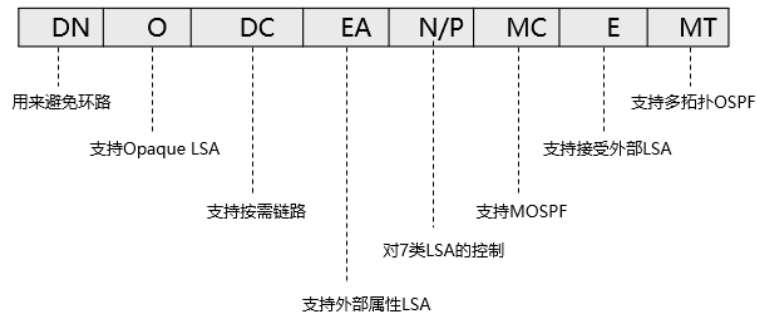 DN O DC EA N/P MC E MT
用来避免环路
支持多拓扑OSPF
支持Opaque LSA
支持接受外部LSA
支持按需链路
支持MOSPF
对7类LSA的控制
支持外部属性LSA